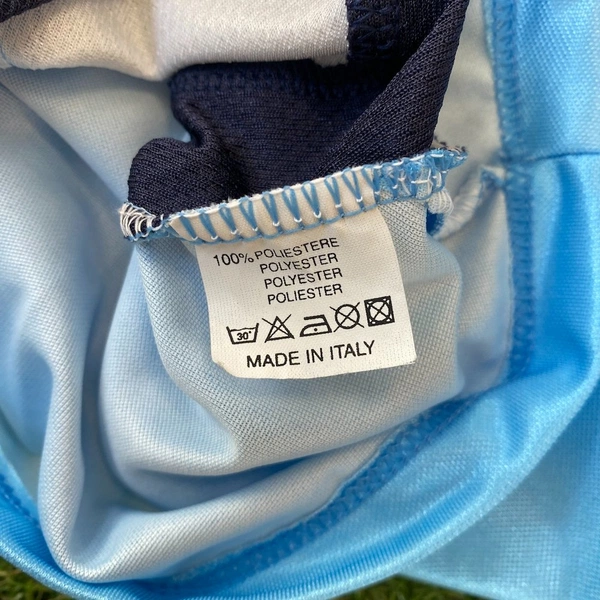 100% POLIESTERE
POLYESTER
POLYESTER
POLIESTER
30°
MADE IN ITALY